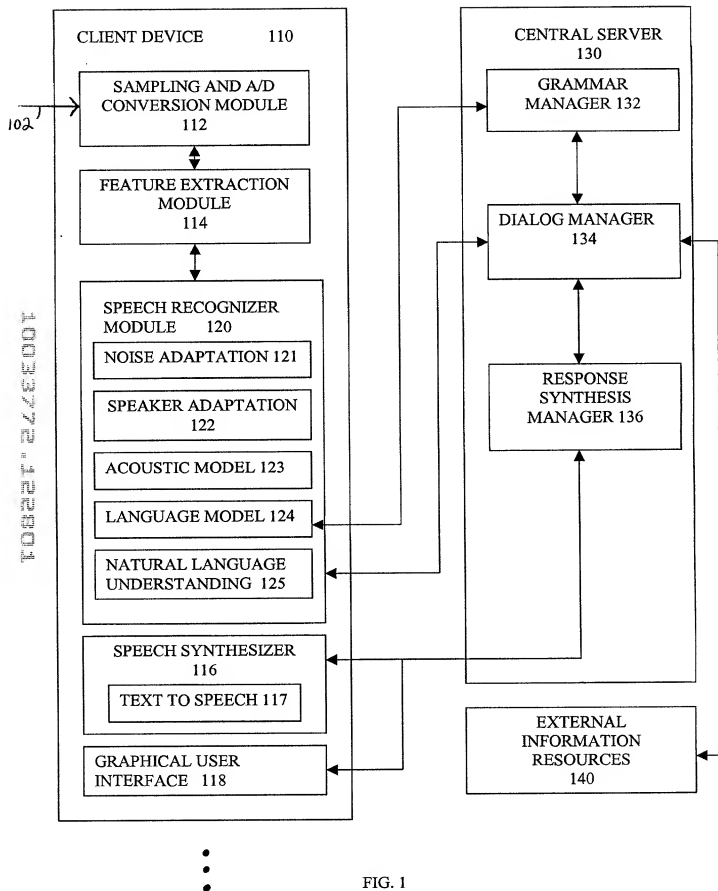 CLIENT DEVICE 110
SAMPLING AND A/D
CONVERSION MODULE
112
102
FEATURE EXTRACTION
MODULE
114
SPEECH RECOGNIZER
MODULE 120
NOISE ADAPTATION 121
SPEAKER ADAPTATION
122
ACOUSTIC MODEL 123
LANGUAGE MODEL 124
NATURAL LANGUAGE
UNDERSTANDING 125
SPEECH SYNTHESIZER
116
TEXT TO SPEECH 117
GRAPHICAL USER
INTERFACE 118
CENTRAL SERVER
130
GRAMMAR
MANAGER 132
DIALOG MANAGER
134
RESPONSE
SYNTHESIS
MANAGER 136
EXTERNAL
INFORMATION
RESOURCES
140
10033772.122801
FIG. 1